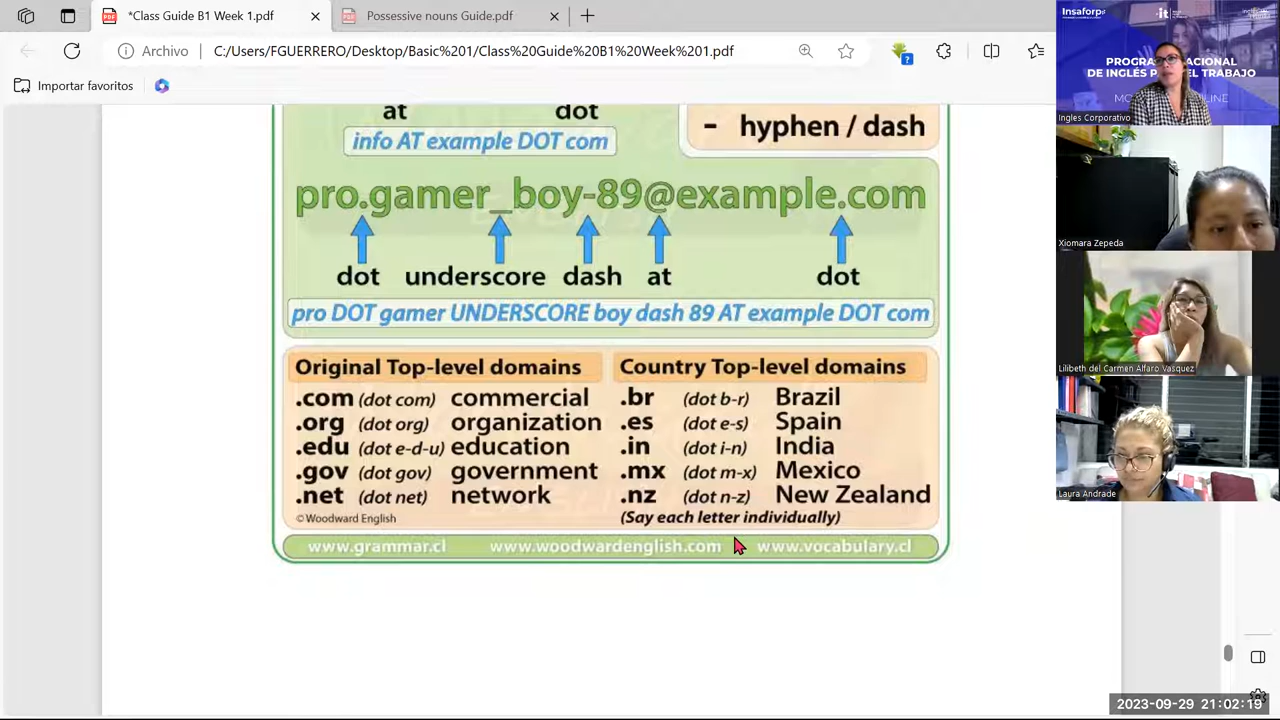 *Class Guide B1 Week 1.pdf
Possessive nouns Guide.pdf
Archivo
C:/Users/FGUERRERO/Desktop/Basic%201/Class%20Guide%20B1%20Week%201.pdf
Importar favoritos
at dot
info AT example DOT com
- hyphen / dash
pro.gamer_boy-89@example.com
dot underscore dash at dot
pro DOT gamer UNDERSCORE boy dash 89 AT example DOT com
Original Top-level domains
.com (dot com) commercial
.org (dot org) organization
.edu (dot e-d-u) education
.gov (dot gov) government
.net (dot net) network
©Woodward English
Country Top-level domains
.br (dot b-r) Brazil
.es (dot e-s) Spain
.in (dot i-n) India
.mx (dot m-x) Mexico
.nz (dot n-z) New Zealand
(Say each letter individually)
www.grammar.cl www.woodwardenglish.com www.vocabulary.cl
Insaforp
Ingles Corporativo
Xiomara Zepeda
Lilibeth del Carmen Alfaro Vasquez
Laura Andrade
2023-09-29 21:02:19